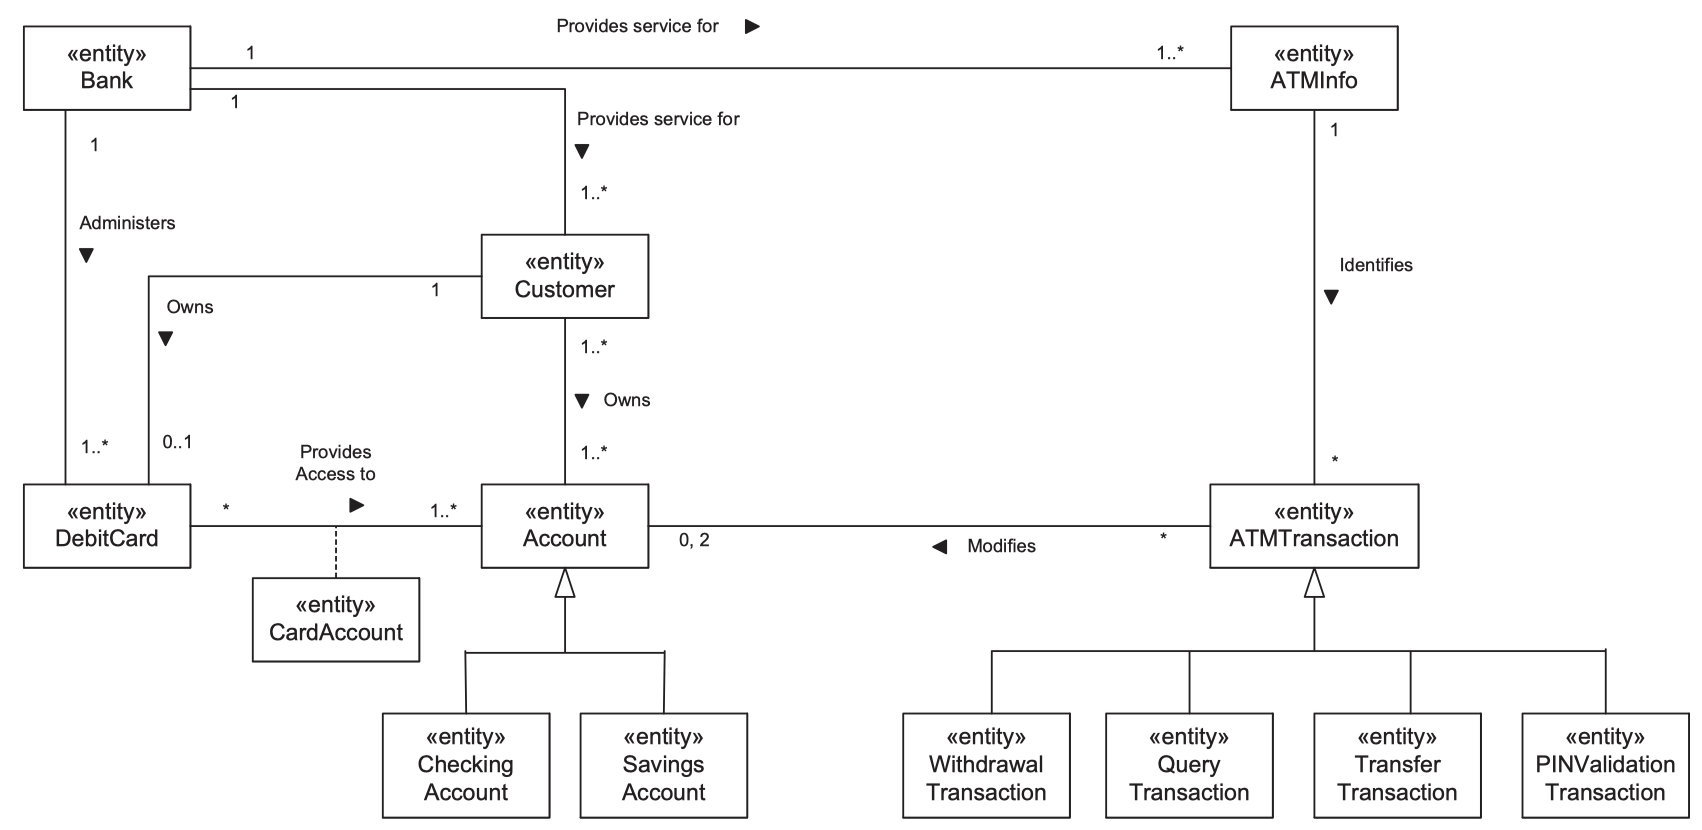 Provides service for
«entity»
Bank
1
1..*
«entity»
ATMInfo
1
Provides service for
1..*
1
Administers
1..*
1
Identifies
*
«entity»
Customer
1
Owns
0..1
1..*
Owns
1..*
Provides
Access to
«entity»
DebitCard
*
1..*
«entity»
Account
0, 2
Modifies
*
«entity»
ATMTransaction
«entity»
CardAccount
«entity»
Checking
Account
«entity»
Savings
Account
«entity»
Withdrawal
Transaction
«entity»
Query
Transaction
«entity»
Transfer
Transaction
«entity»
PINValidation
Transaction